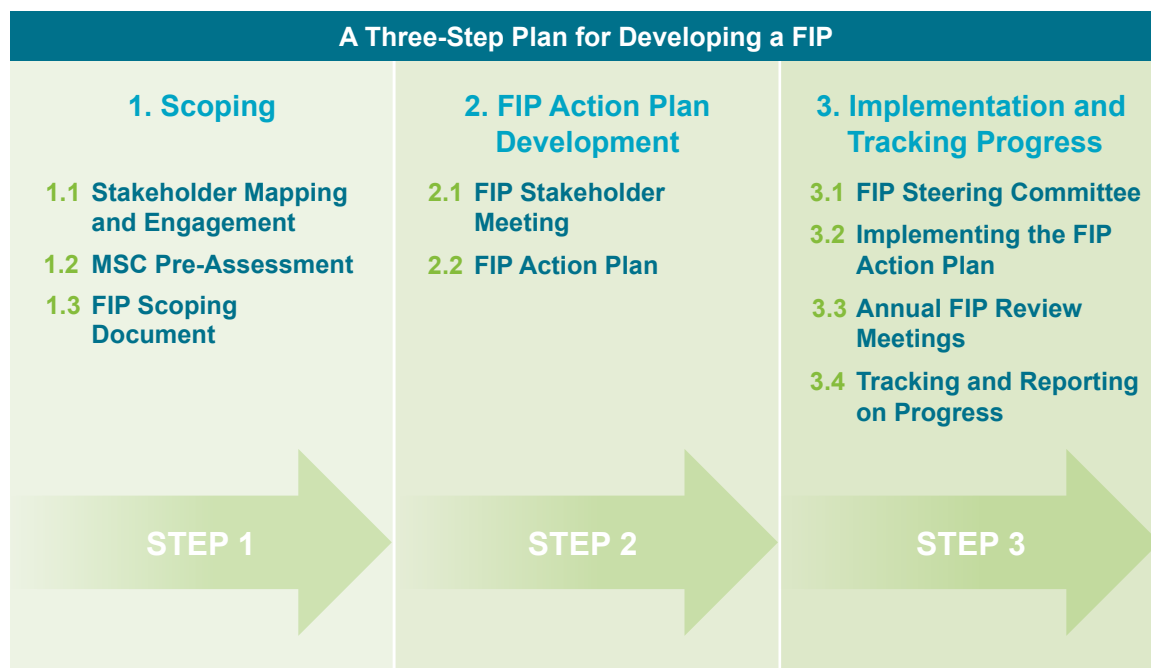 A Three-Step Plan for Developing a FIP
1. Scoping
1.1 Stakeholder Mapping
and Engagement
1.2 MSC Pre-Assessment
1.3 FIP Scoping
Document
STEP 1
2. FIP Action Plan
Development
2.1 FIP Stakeholder
Meeting
2.2 FIP Action Plan
STEP 2
3. Implementation and
Tracking Progress
3.1 FIP Steering Committee
3.2 Implementing the FIP
Action Plan
3.3 Annual FIP Review
Meetings
3.4 Tracking and Reporting
on Progress
STEP 3